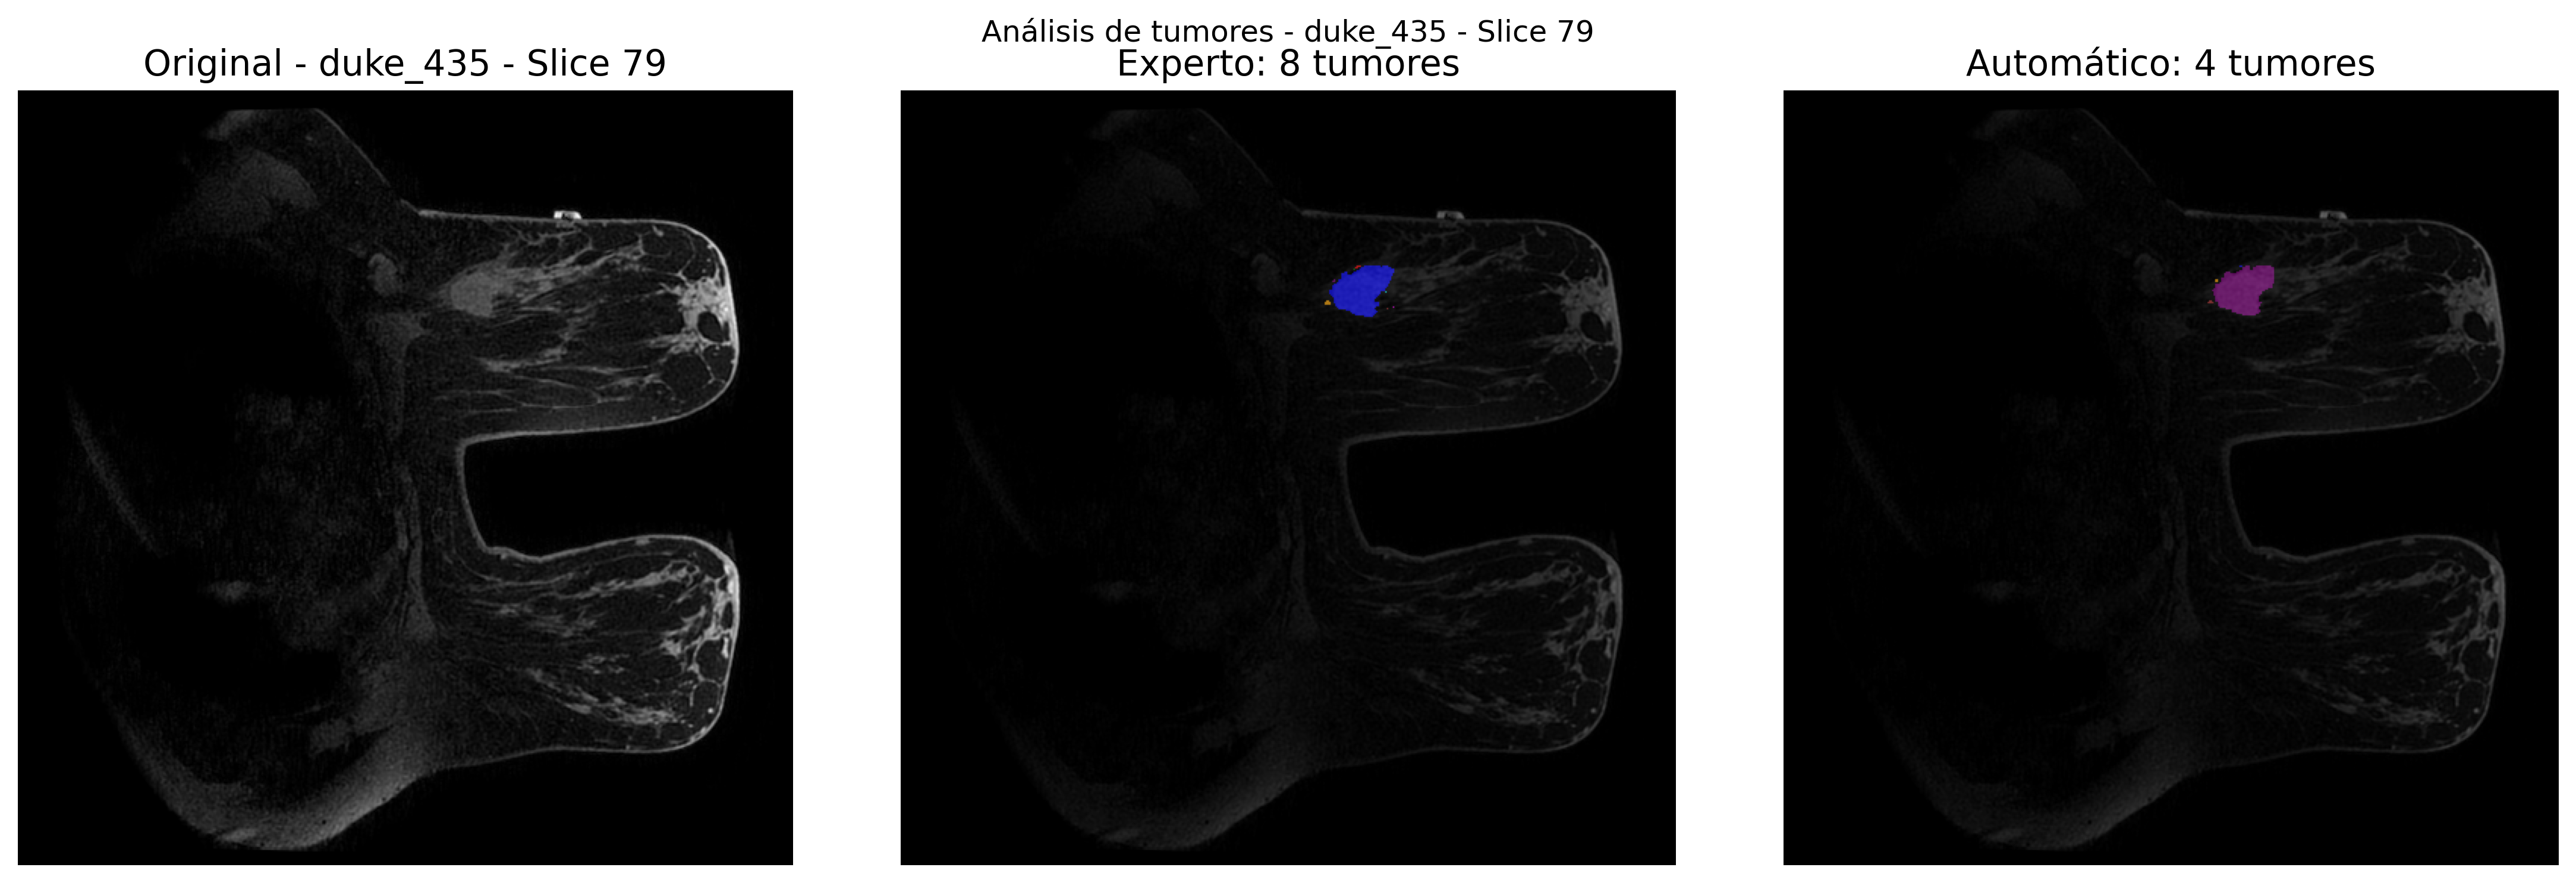 Análisis de tumores - duke_435 - Slice 79
Original - duke_435 - Slice 79
Experto: 8 tumores
Automático: 4 tumores